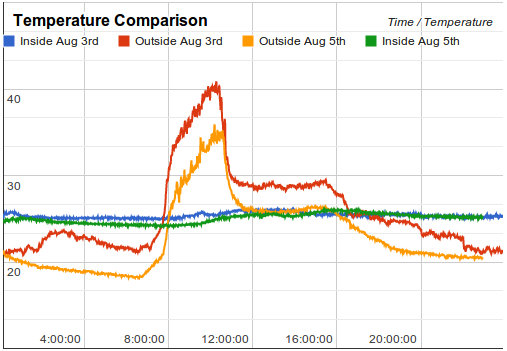 Temperature Comparison
Time / Temperature
Inside Aug 3rd Outside Aug 3rd Outside Aug 5th Inside Aug 5th
40
30
20
4:00:00 8:00:00 12:00:00 16:00:00 20:00:00